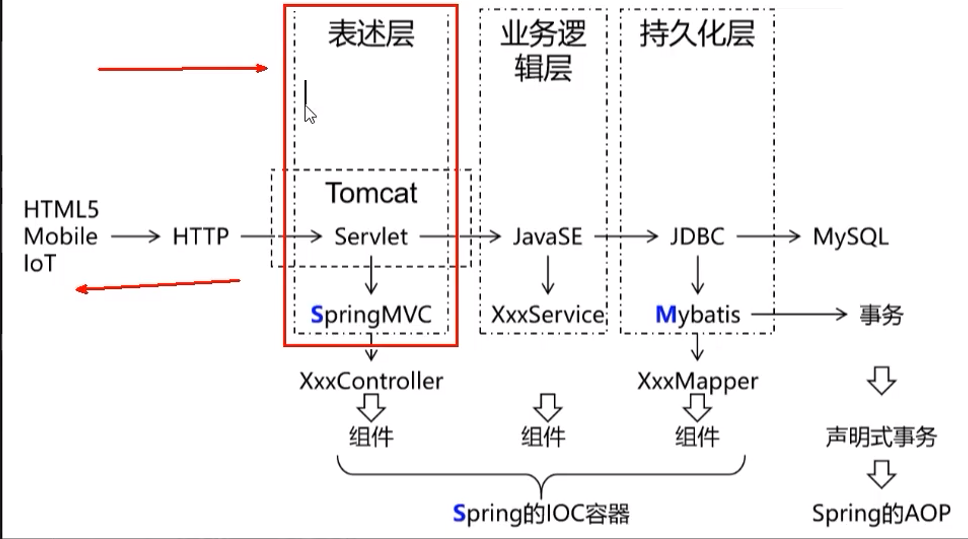 表述层
业务逻
辑层
持久化层
Tomcat
HTML5
Mobile
IoT
HTTP
Servlet
JavaSE
JDBC
MySQL
SpringMVC
XxxService
Mybatis
事务
XxxController
XxxMapper
组件
组件
组件
声明式事务
Spring的IOC容器
Spring的AOP